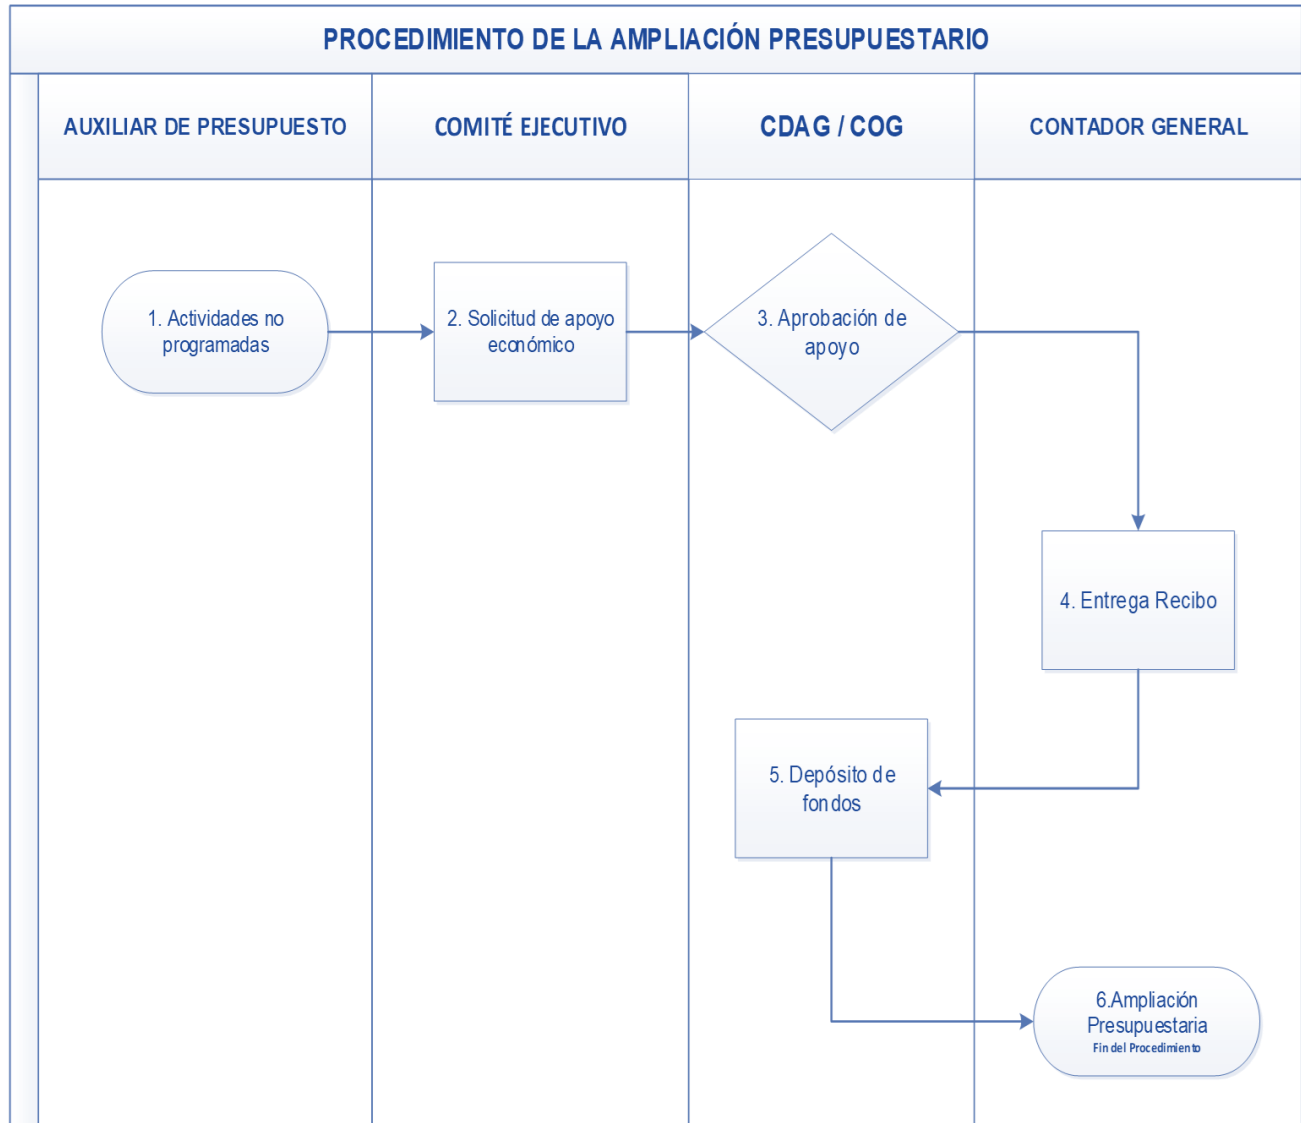 PROCEDIMIENTO DE LA AMPLIACIÓN PRESUPUESTARIO
AUXILIAR DE PRESUPUESTO
COMITÉ EJECUTIVO
CDAG / COG
CONTADOR GENERAL
1. Actividades no
programadas
2. Solicitud de apoyo
económico
3. Aprobación de
apoyo
4. Entrega Recibo
5. Depósito de
fondos
6.Ampliación
Presupuestaria
Fin del Procedimiento